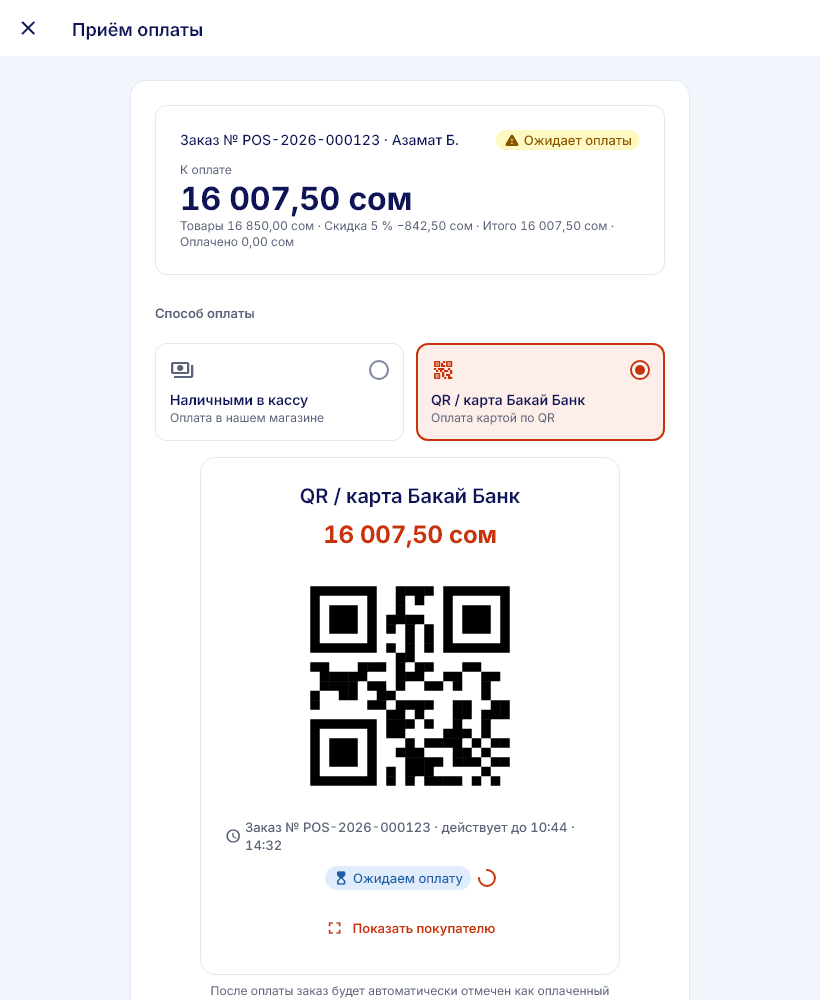 Приём оплаты
Заказ № POS-2026-000123 · Азамат Б.
Ожидает оплаты
К оплате
16 007,50 сом
Товары 16 850,00 сом · Скидка 5 % −842,50 сом · Итого 16 007,50 сом ·
Оплачено 0,00 сом
Способ оплаты
Наличными в кассу
Оплата в нашем магазине
QR / карта Бакай Банк
Оплата картой по QR
QR / карта Бакай Банк
16 007,50 сом
Заказ № POS-2026-000123 · действует до 10:44 ·
14:32
Ожидаем оплату
Показать покупателю
После оплаты заказ будет автоматически отмечен как оплаченный